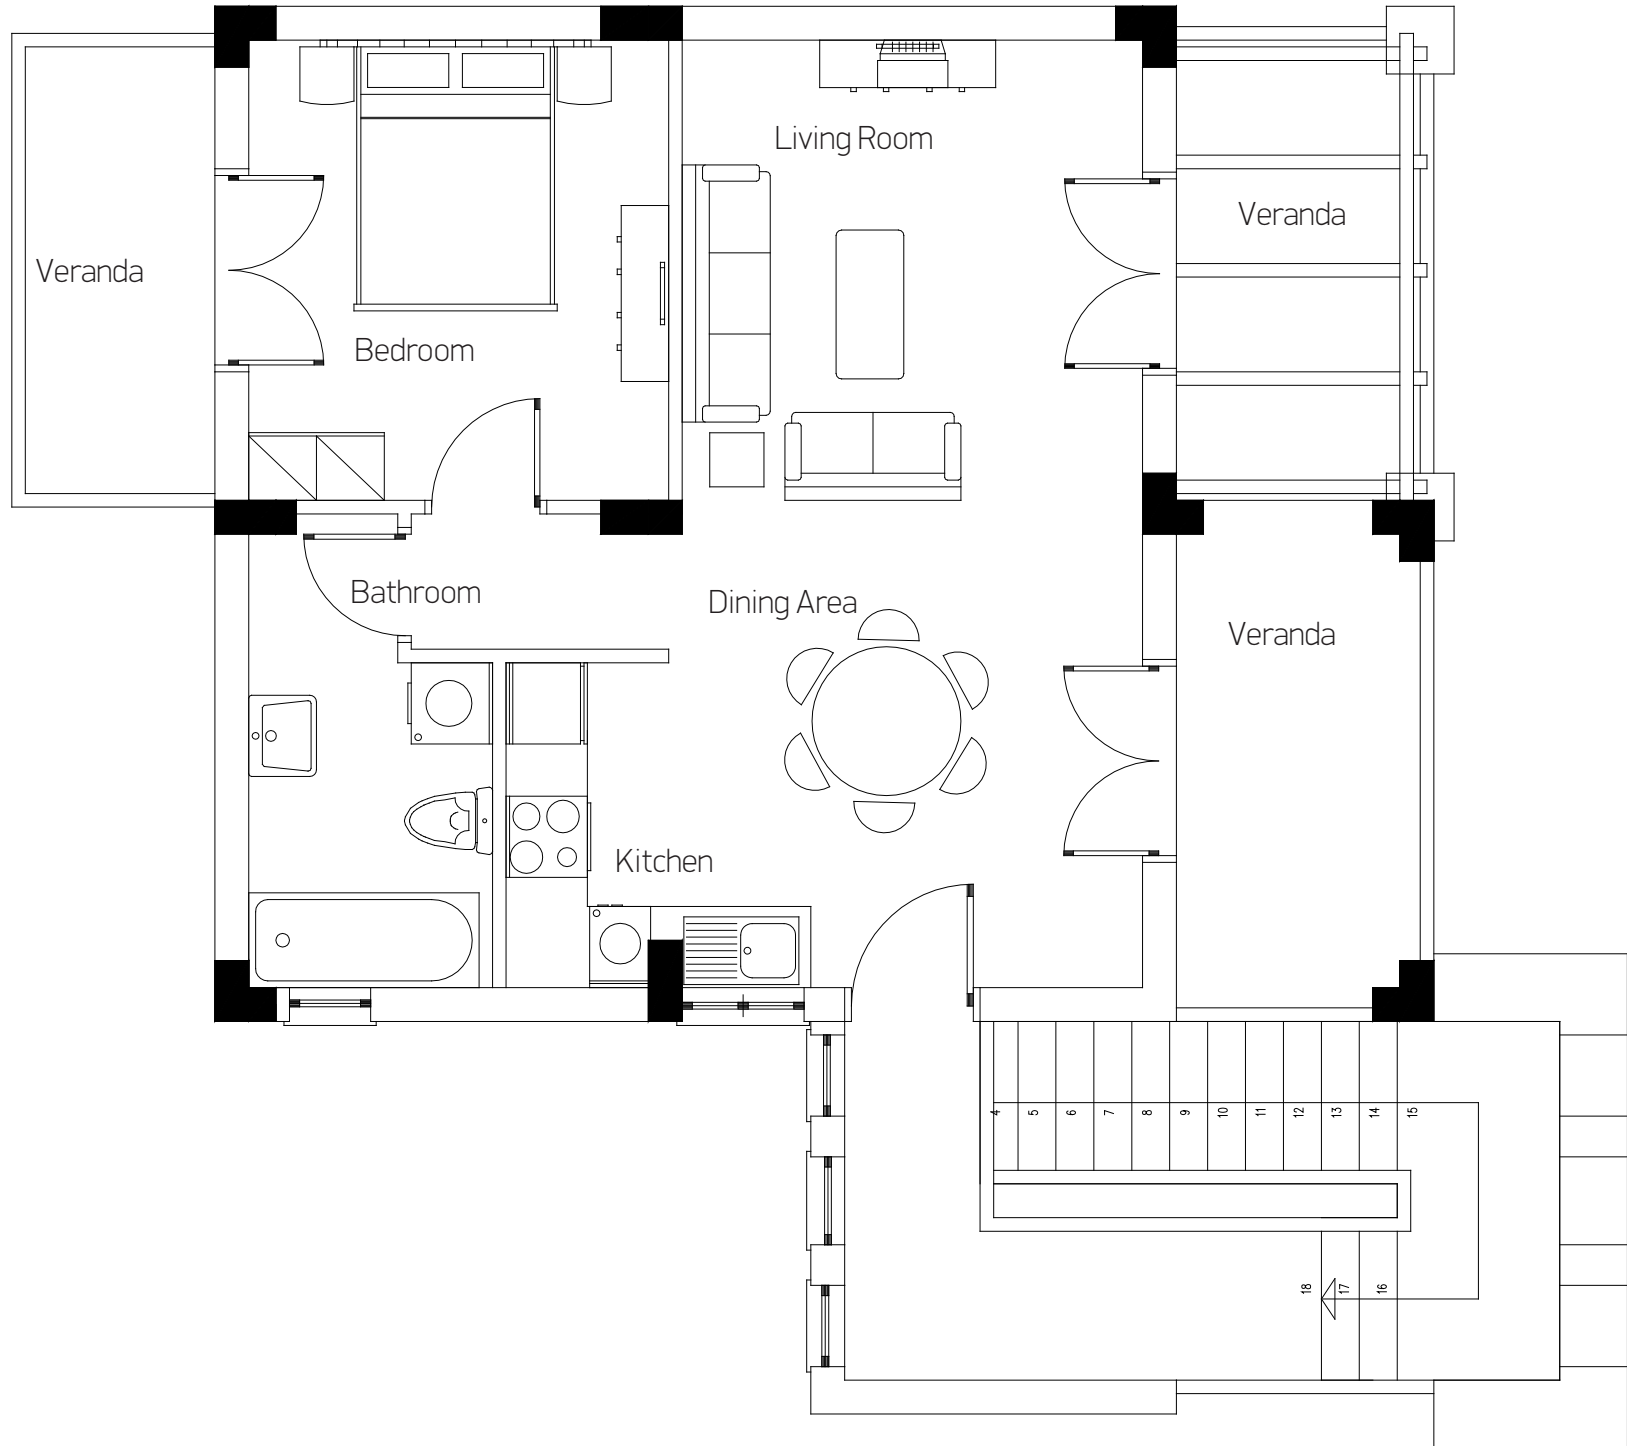 Living Room
Veranda
Veranda
Bedroom
Bathroom
Dining Area
Veranda
Kitchen
4 5 6 7 8 9 10 11 12 13 14 15
18 17 16